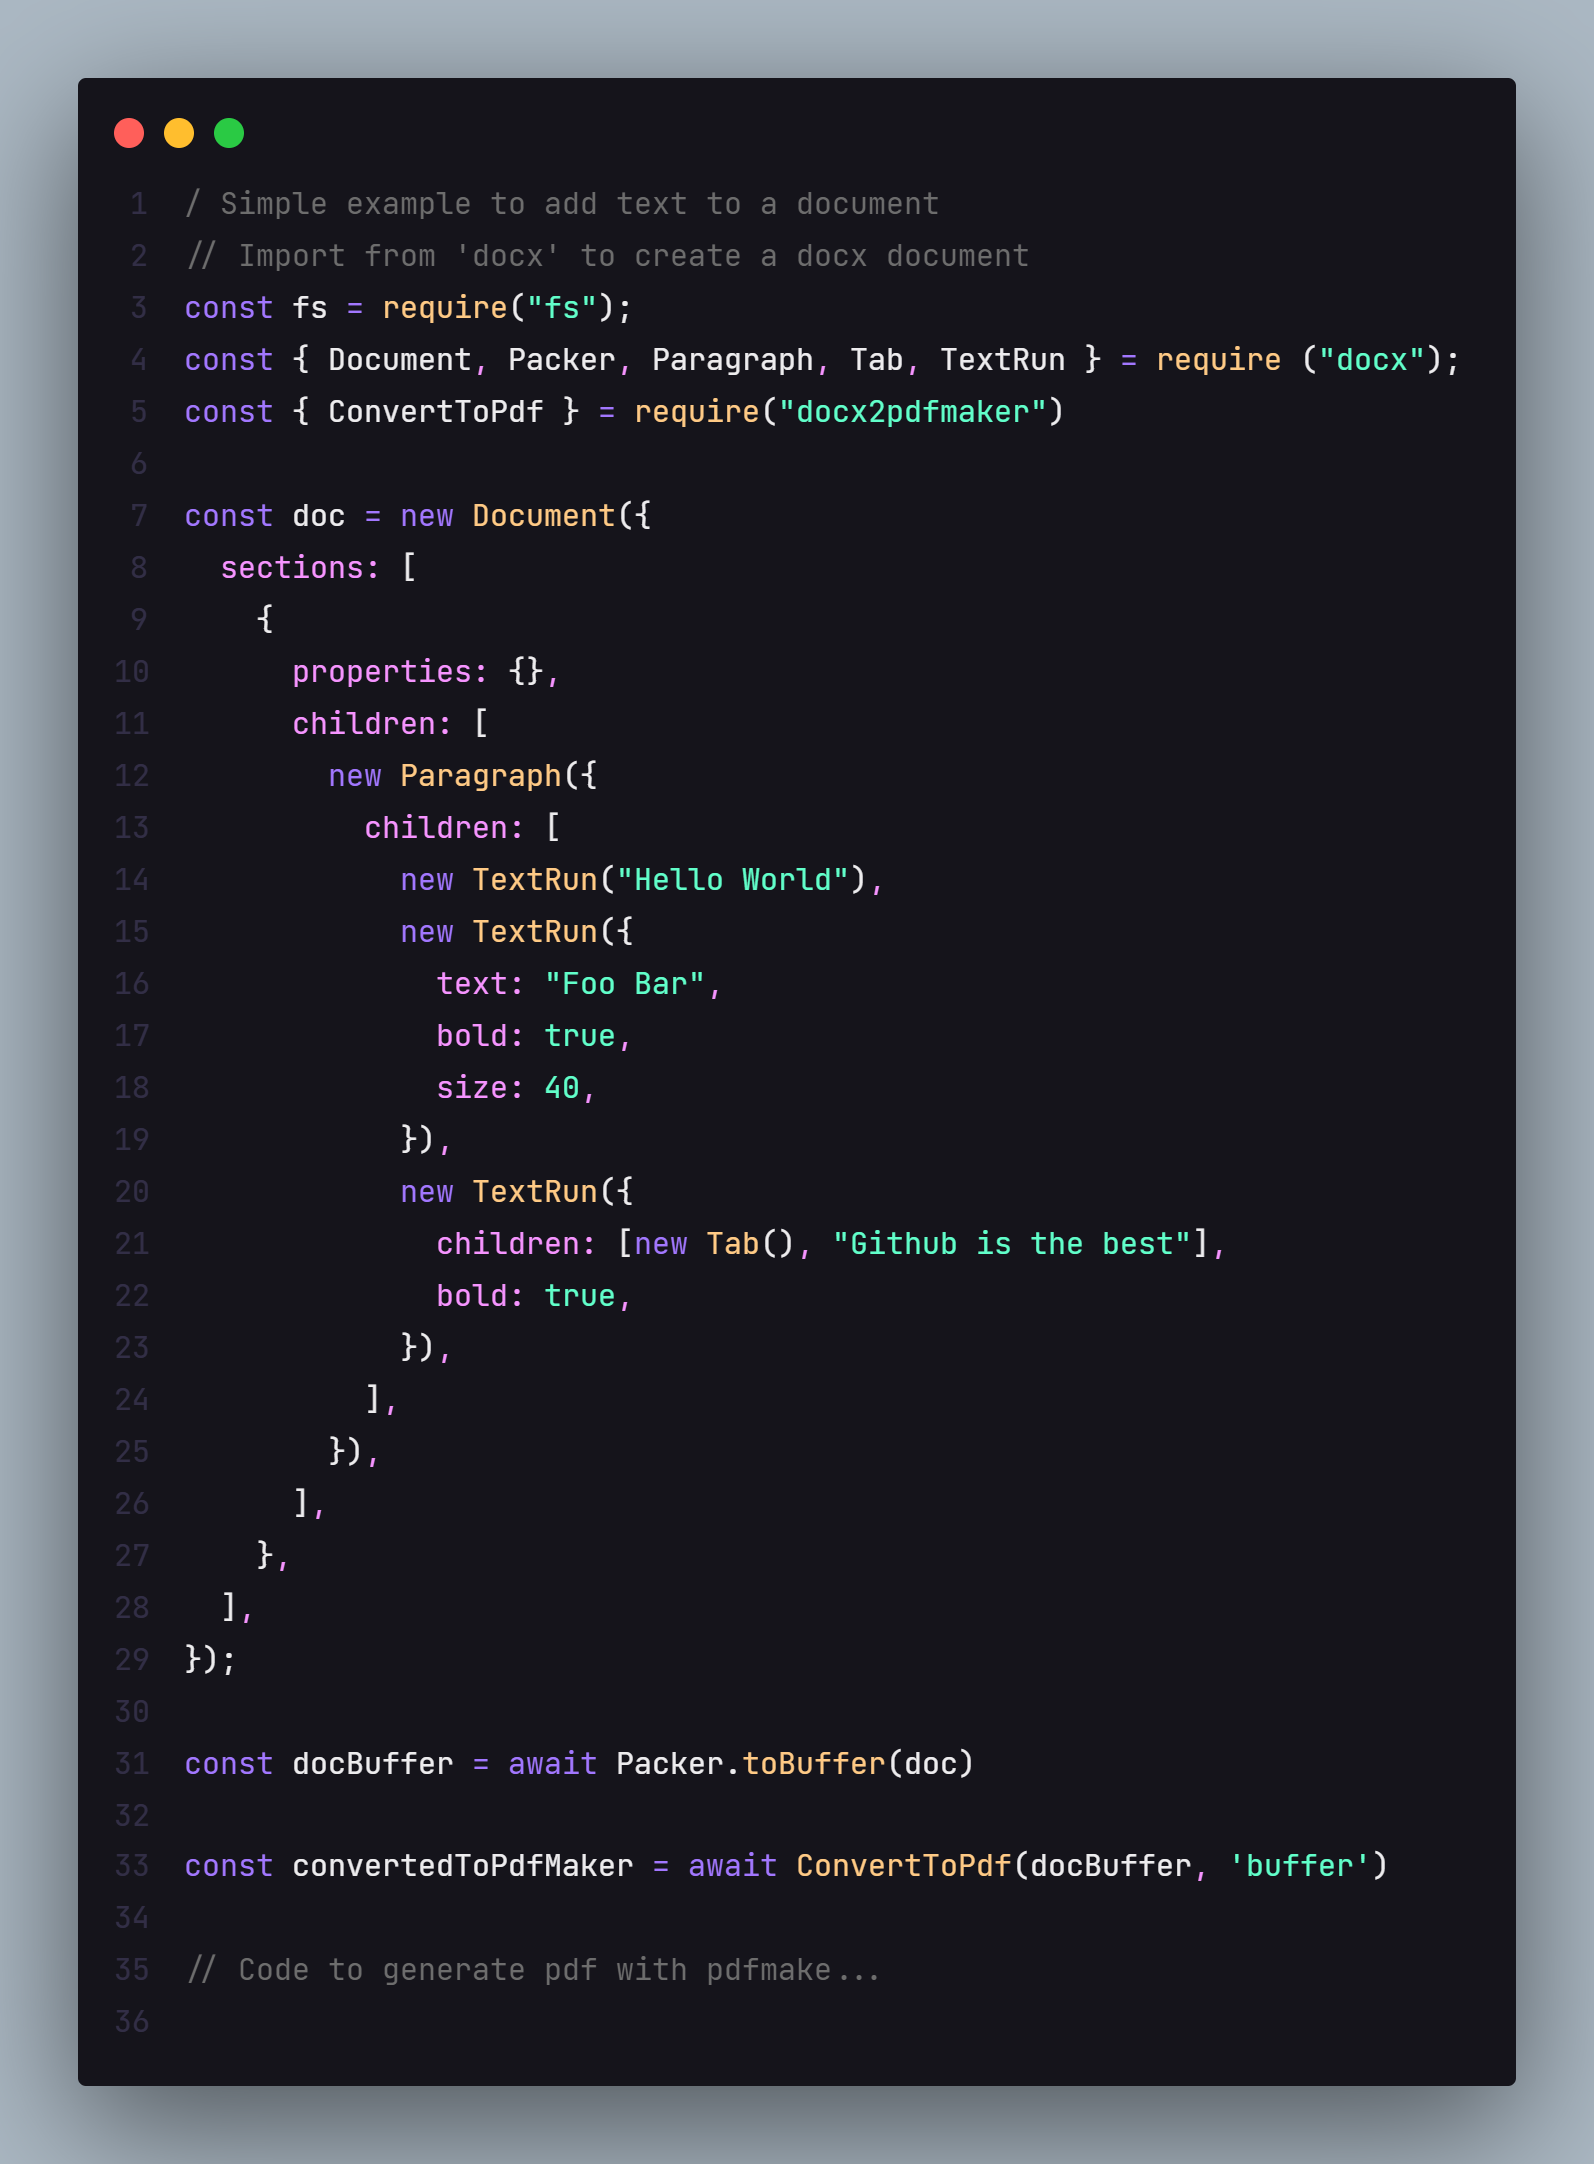 1 / Simple example to add text to a document
2 // Import from 'docx' to create a docx document
3 const fs = require("fs");
4 const { Document, Packer, Paragraph, Tab, TextRun } = require ("docx");
5 const { ConvertToPdf } = require("docx2pdfmaker")
6
7 const doc = new Document({
8   sections: [
9     {
10       properties: {},
11       children: [
12         new Paragraph({
13           children: [
14             new TextRun("Hello World"),
15             new TextRun({
16               text: "Foo Bar",
17               bold: true,
18               size: 40,
19             }),
20             new TextRun({
21               children: [new Tab(), "Github is the best"],
22               bold: true,
23             }),
24           ],
25         }),
26       ],
27     },
28   ],
29 });
30
31 const docBuffer = await Packer.toBuffer(doc)
32
33 const convertedToPdfMaker = await ConvertToPdf(docBuffer, 'buffer')
34
35 // Code to generate pdf with pdfmake...
36